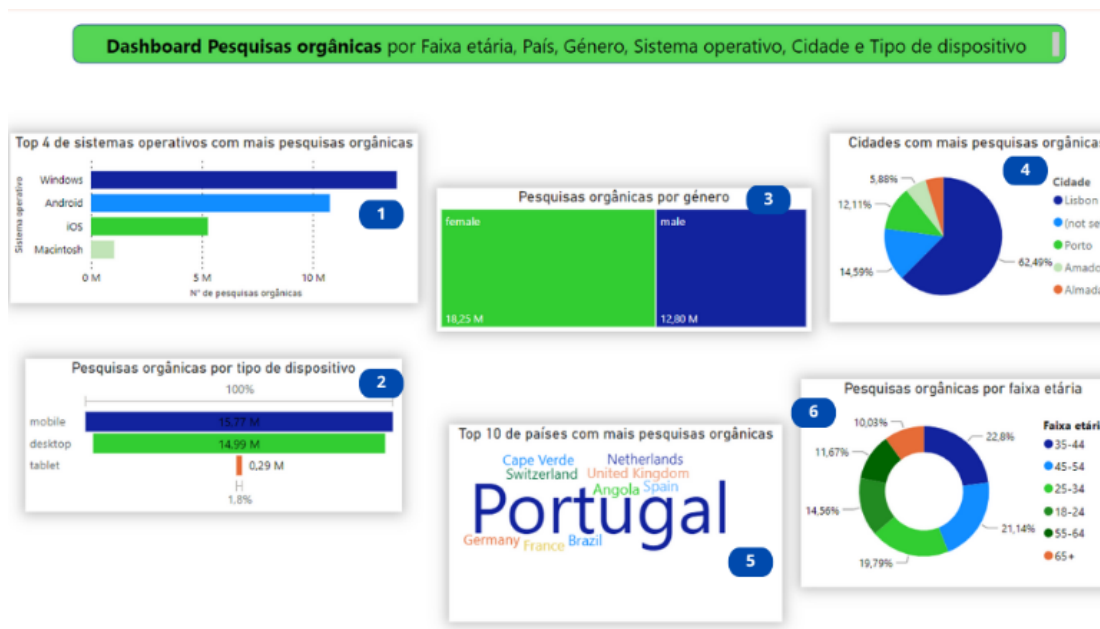 Dashboard Pesquisas orgânicas por Faixa etária, País, Género, Sistema operativo, Cidade e Tipo de dispositivo
Top 4 de sistemas operativos com mais pesquisas orgânicas
Sistema operativo
Windows
Android
iOS
Macintosh
0 M
5 M
10 M
N° de pesquisas orgânicas
1
Pesquisas orgânicas por tipo de dispositivo
2
100%
mobile
15.77 M
desktop
14.99 M
tablet
0,29 M
1,8%
Pesquisas orgânicas por género
3
female
18,25 M
male
12,80 M
Cidades com mais pesquisas orgânicas
4
5,88%
12,11%
14,59%
62,49%
Cidade
Lisbon
(not se
Porto
Amado
Almada
Top 10 de países com mais pesquisas orgânicas
Cape Verde
Netherlands
Switzerland
United Kingdom
Angola
Spain
Portugal
Germany
France
Brazil
5
Pesquisas orgânicas por faixa etária
6
10,03%
22,8%
11,67%
14,56%
21,14%
19,79%
Faixa etári
35-44
45-54
25-34
18-24
55-64
65+